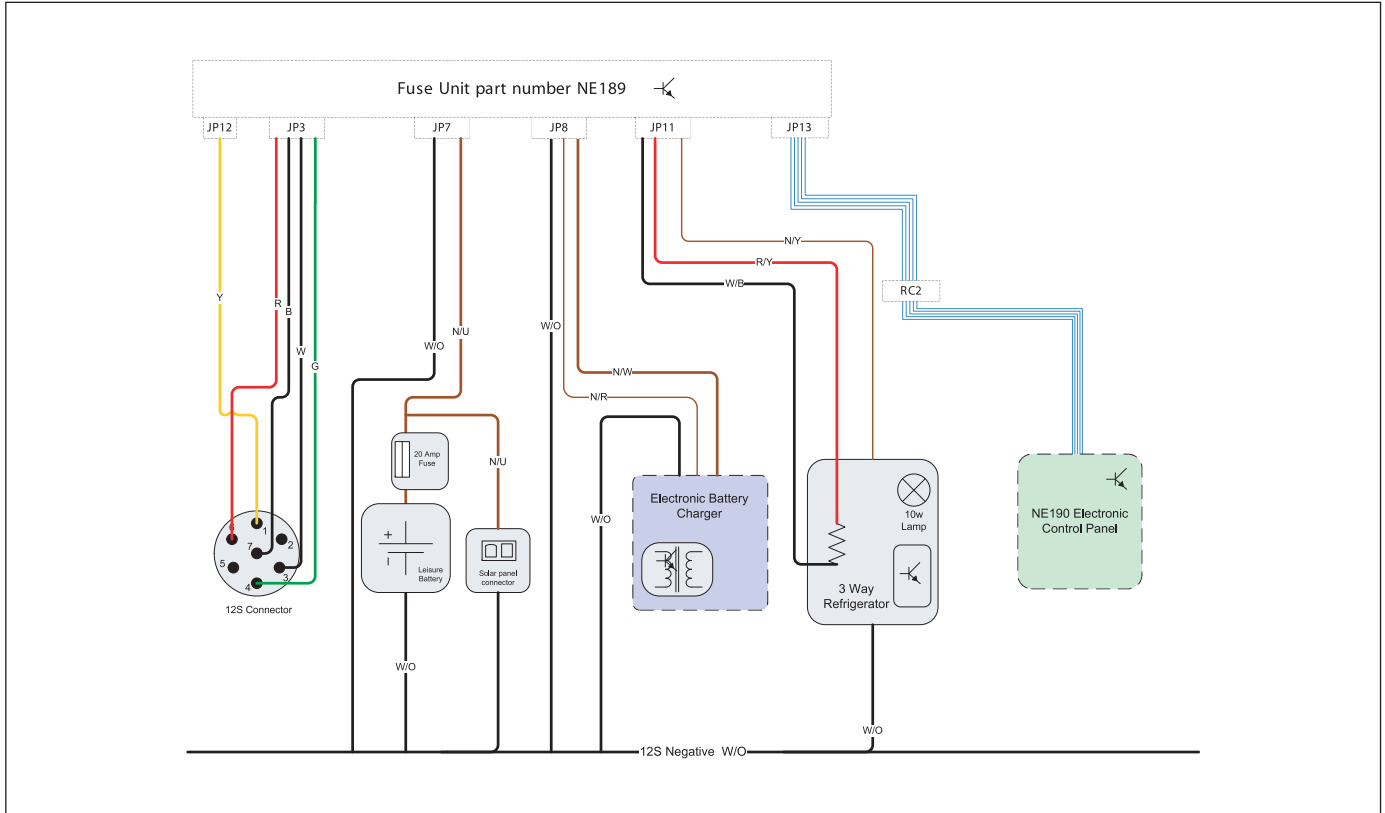 Fuse Unit part number NE189
JP12
JP3
JP7
JP8
JP11
JP13
N/Y
R/Y
W/B
RC2
Y
R
B
W
G
W/O
N/U
W/O
N/W
N/R
20 Amp
Fuse
N/U
W/O
Electronic Battery
Charger
10w
Lamp
NE190 Electronic
Control Panel
6
1
2
7
5
3
4
+
-
Leisure
Battery
Solar panel
connector
3 Way
Refrigerator
12S Connector
W/O
W/O
12S Negative W/O